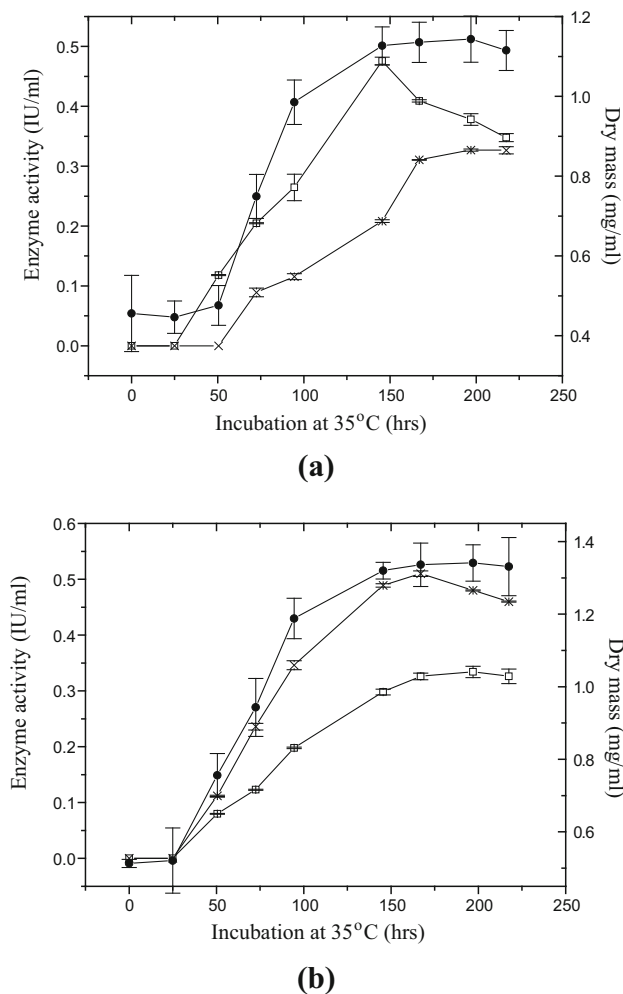 0.5
0.4
0.3
0.2
0.1
0.0
Enzyme activity (IU/ml)
1.2
1.0
0.8
0.6
0.4
Dry mass (mg/ml)
0 50 100 150 200 250
Incubation at 35°C (hrs)
(a)
0.6
0.5
0.4
0.3
0.2
0.1
0.0
Enzyme activity (IU/ml)
1.4
1.2
1.0
0.8
0.6
Dry mass (mg/ml)
0 50 100 150 200 250
Incubation at 35°C (hrs)
(b)